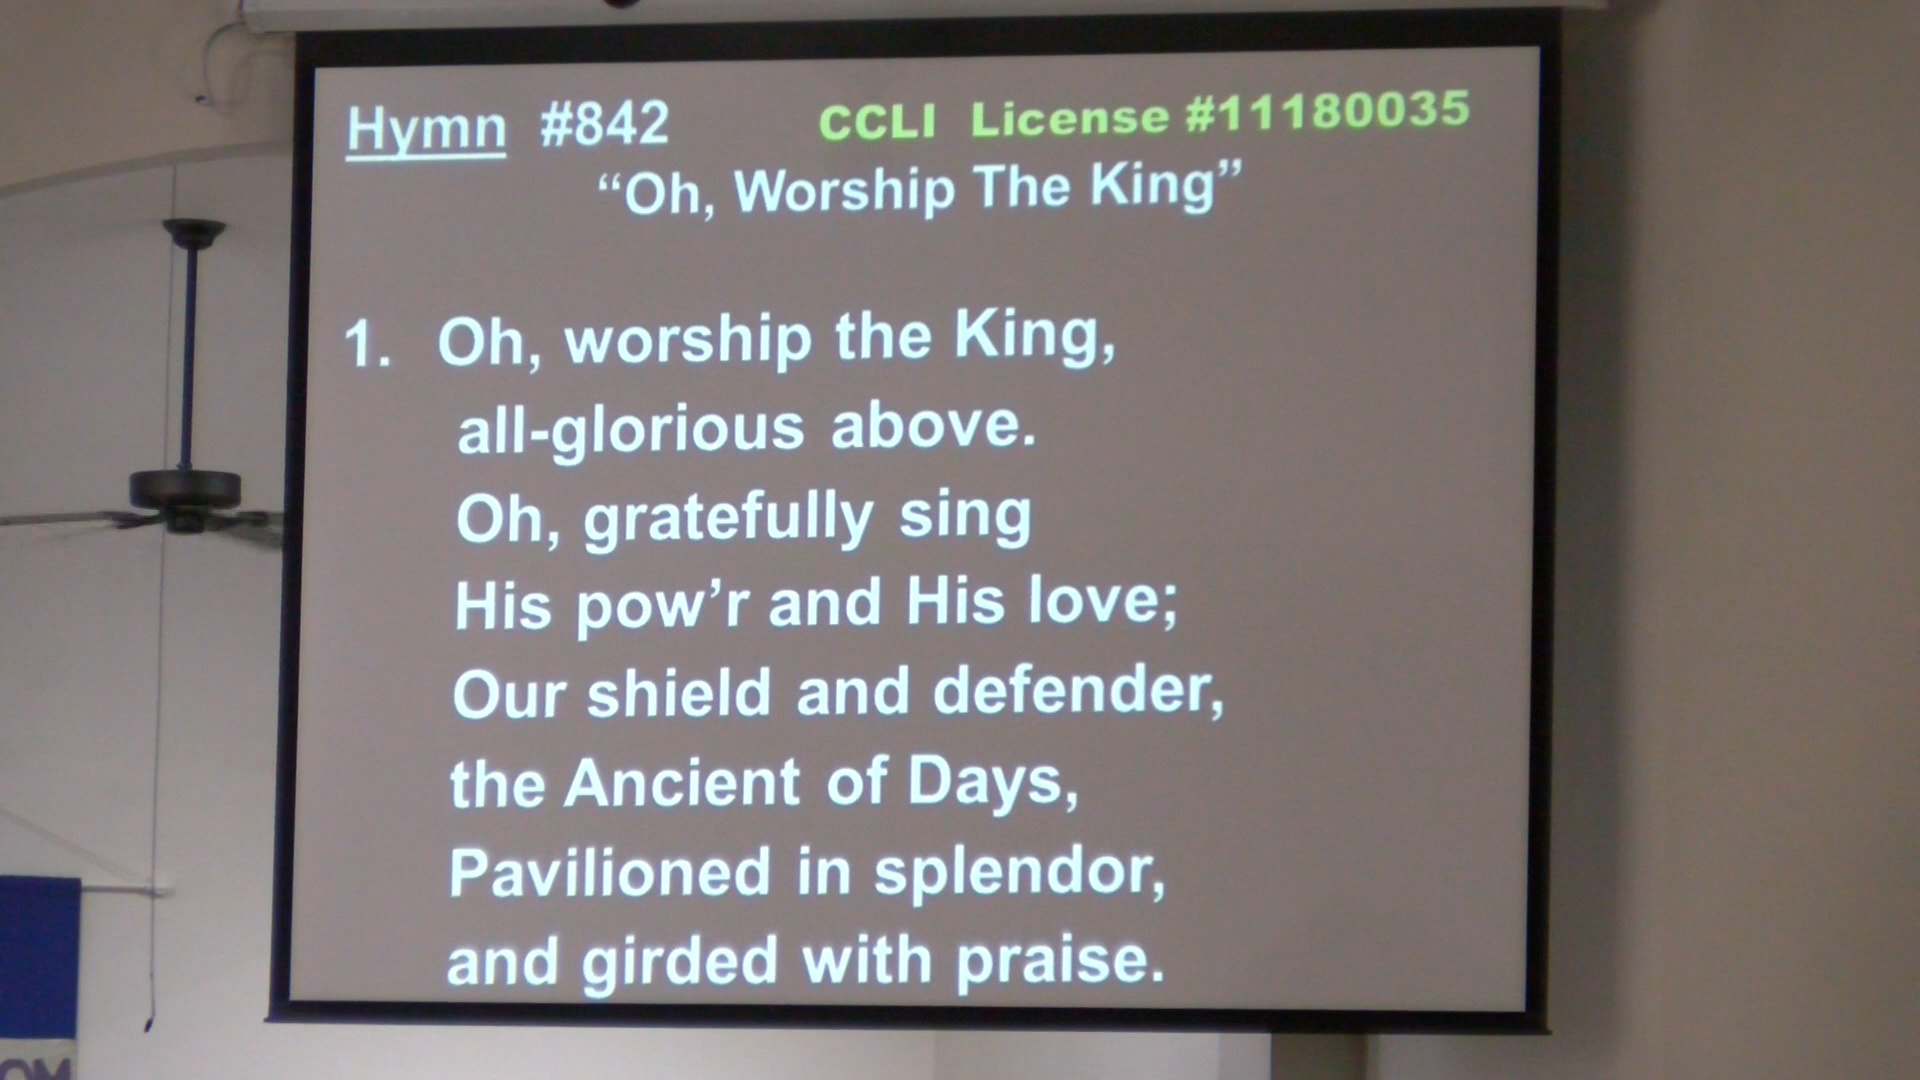 Hymn #842 CCLI License #11180035
“Oh, Worship The King”
1. Oh, worship the King,
all-glorious above.
Oh, gratefully sing
His pow’r and His love;
Our shield and defender,
the Ancient of Days,
Pavilioned in splendor,
and girded with praise.
OM